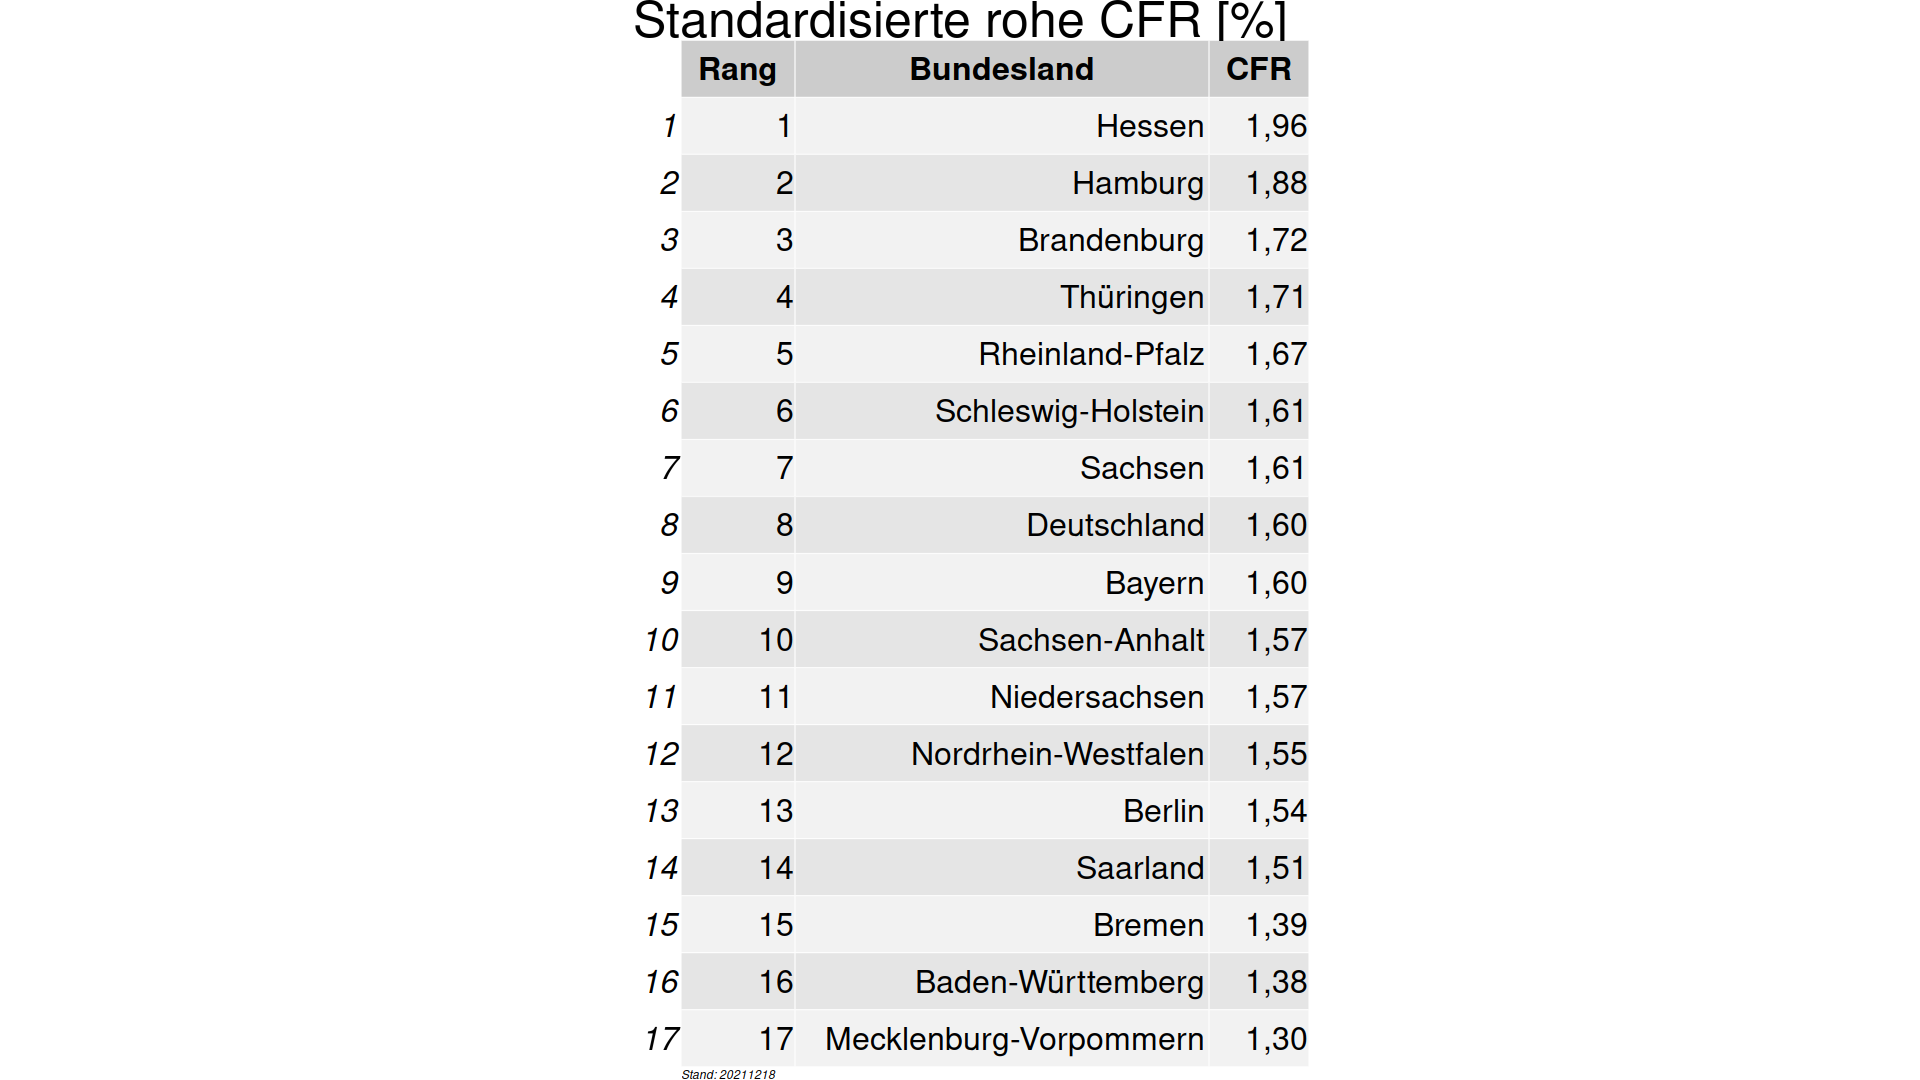 Standardisierte rohe CFR [%]
Rang Bundesland CFR
1 1 Hessen 1,96
2 2 Hamburg 1,88
3 3 Brandenburg 1,72
4 4 Thüringen 1,71
5 5 Rheinland-Pfalz 1,67
6 6 Schleswig-Holstein 1,61
7 7 Sachsen 1,61
8 8 Deutschland 1,60
9 9 Bayern 1,60
10 10 Sachsen-Anhalt 1,57
11 11 Niedersachsen 1,57
12 12 Nordrhein-Westfalen 1,55
13 13 Berlin 1,54
14 14 Saarland 1,51
15 15 Bremen 1,39
16 16 Baden-Württemberg 1,38
17 17 Mecklenburg-Vorpommern 1,30
Stand: 20211218